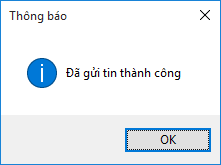 Thông báo
Đã gửi tin thành công
OK